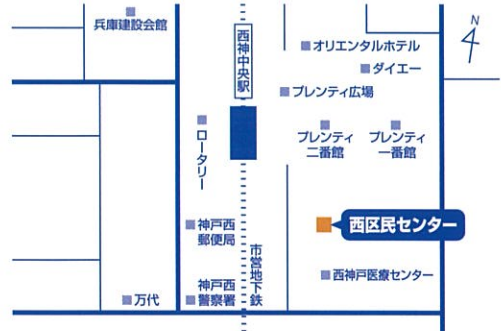 兵庫建設会館
西神中央駅
オリエンタルホテル
ダイエー
プレンティ広場
N
ロータリー
プレンティ
二番館
プレンティ
一番館
神戸西
郵便局
西区民センター
市営地下鉄
西神戸医療センター
万代
神戸西
警察署